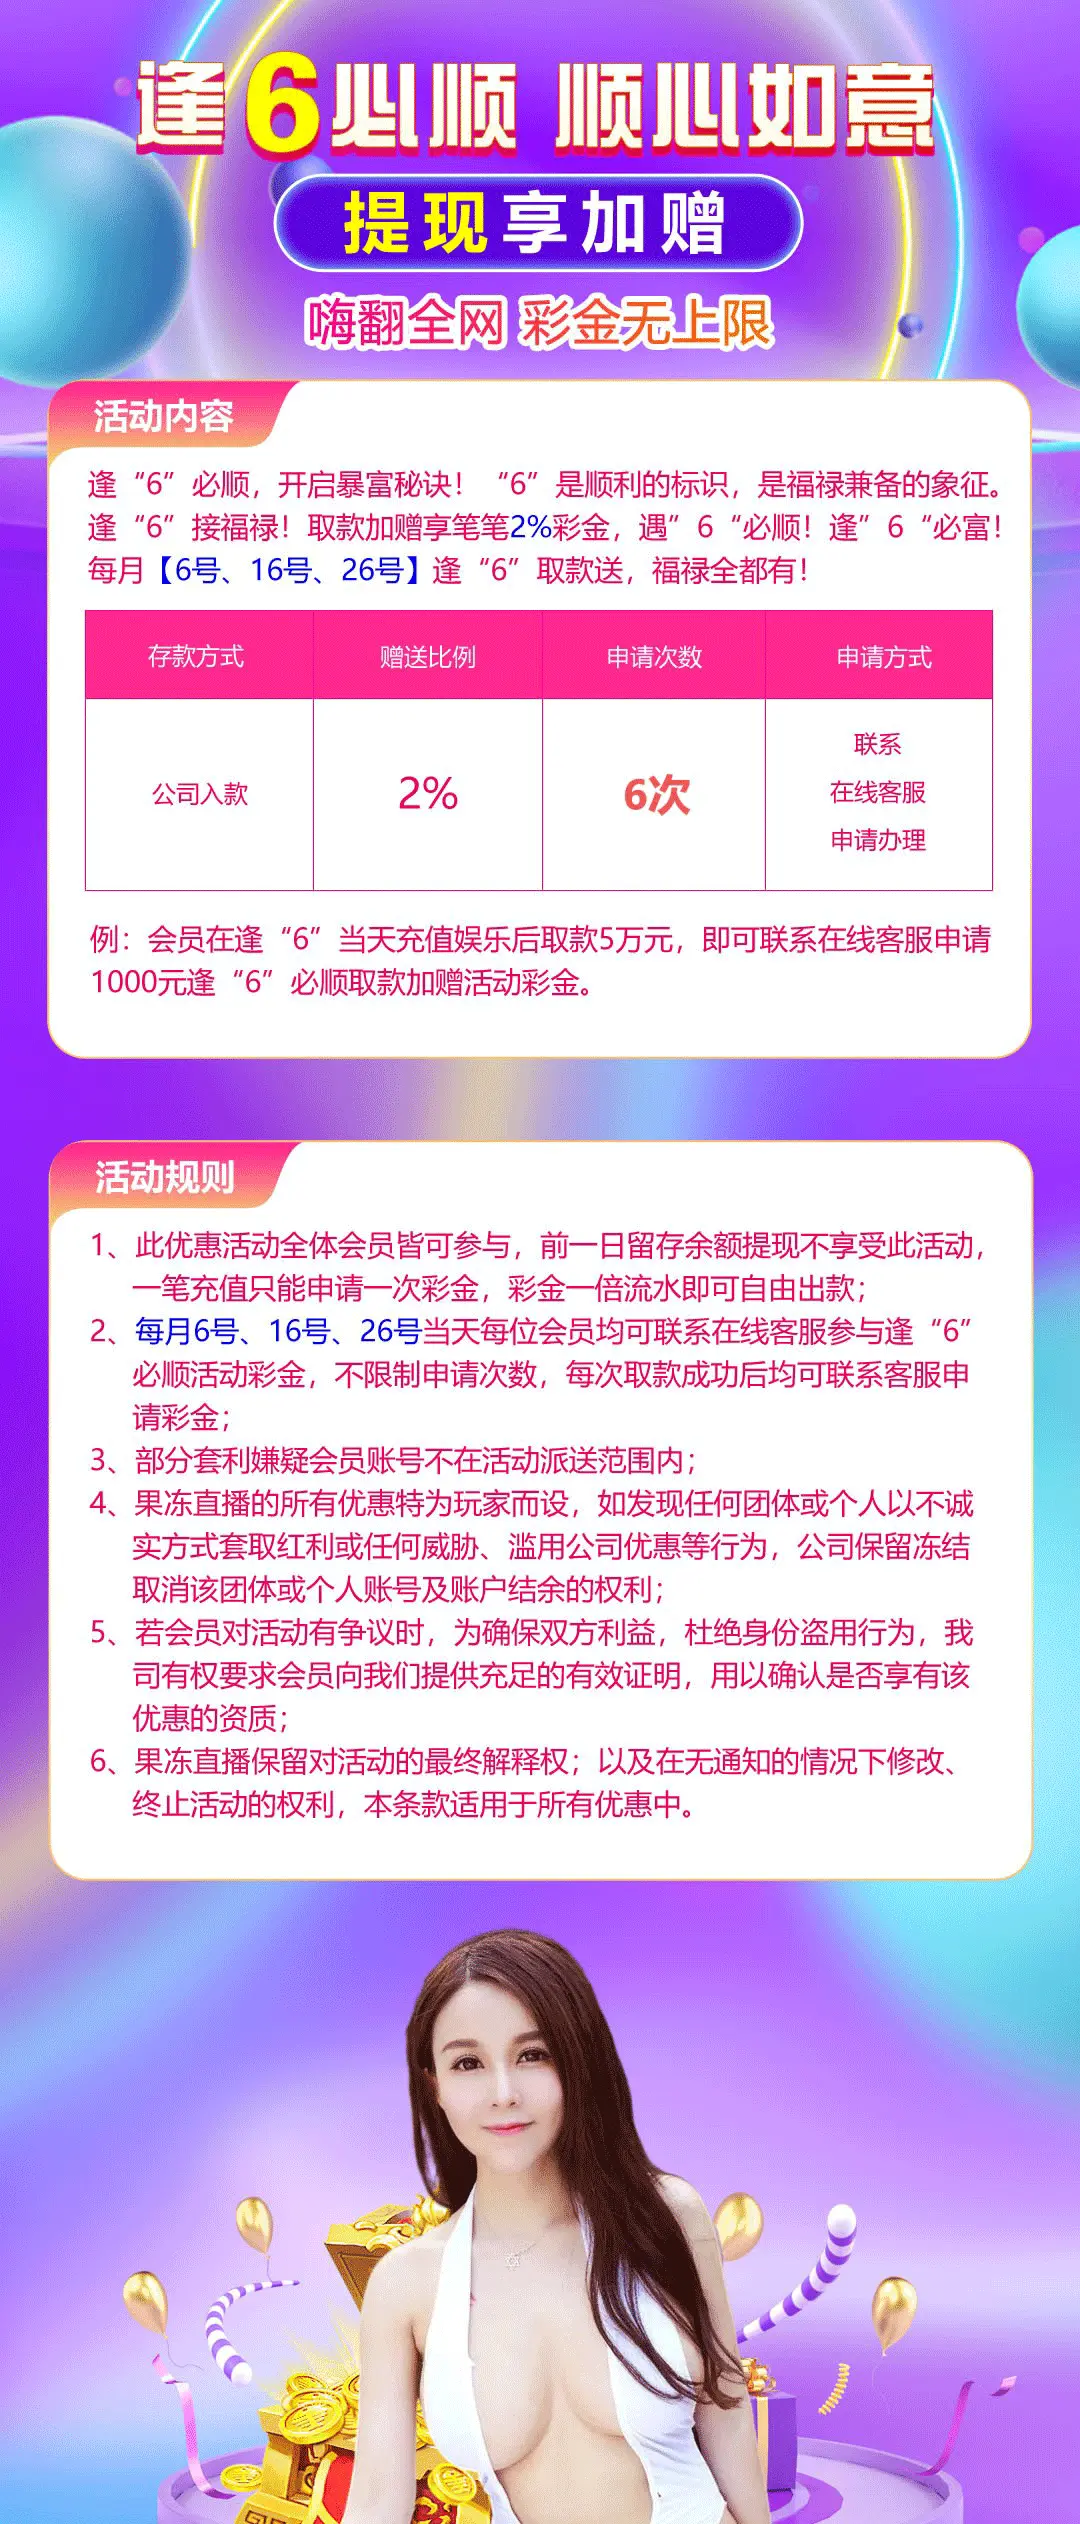 逢6必顺 顺心如意
提现享加赠
嗨翻全网 彩金无上限
活动内容
逢“6”必顺，开启暴富秘诀！“6”是顺利的标识，是福禄兼备的象征。
逢“6”接福禄！取款加赠享笔笔2%彩金，遇”6“必顺！逢”6“必富！
每月【6号、16号、26号】逢“6”取款送，福禄全都有！
存款方式 赠送比例 申请次数 申请方式
公司入款 2% 6次 联系
在线客服
申请办理
例：会员在逢“6”当天充值娱乐后取款5万元，即可联系在线客服申请
1000元逢“6”必顺取款加赠活动彩金。
活动规则
1、此优惠活动全体会员皆可参与，前一日留存余额提现不享受此活动，
一笔充值只能申请一次彩金，彩金一倍流水即可自由出款；
2、每月6号、16号、26号当天每位会员均可联系在线客服参与逢“6”
必顺活动彩金，不限制申请次数，每次取款成功后均可联系客服申
请彩金；
3、部分套利嫌疑会员账号不在活动派送范围内；
4、果冻直播的所有优惠特为玩家而设，如发现任何团体或个人以不诚
实方式套取红利或任何威胁、滥用公司优惠等行为，公司保留冻结
取消该团体或个人账号及账户结余的权利；
5、若会员对活动有争议时，为确保双方利益，杜绝身份盗用行为，我
司有权要求会员向我们提供充足的有效证明，用以确认是否享有该
优惠的资质；
6、果冻直播保留对活动的最终解释权；以及在无通知的情况下修改、
终止活动的权利，本条款适用于所有优惠中。